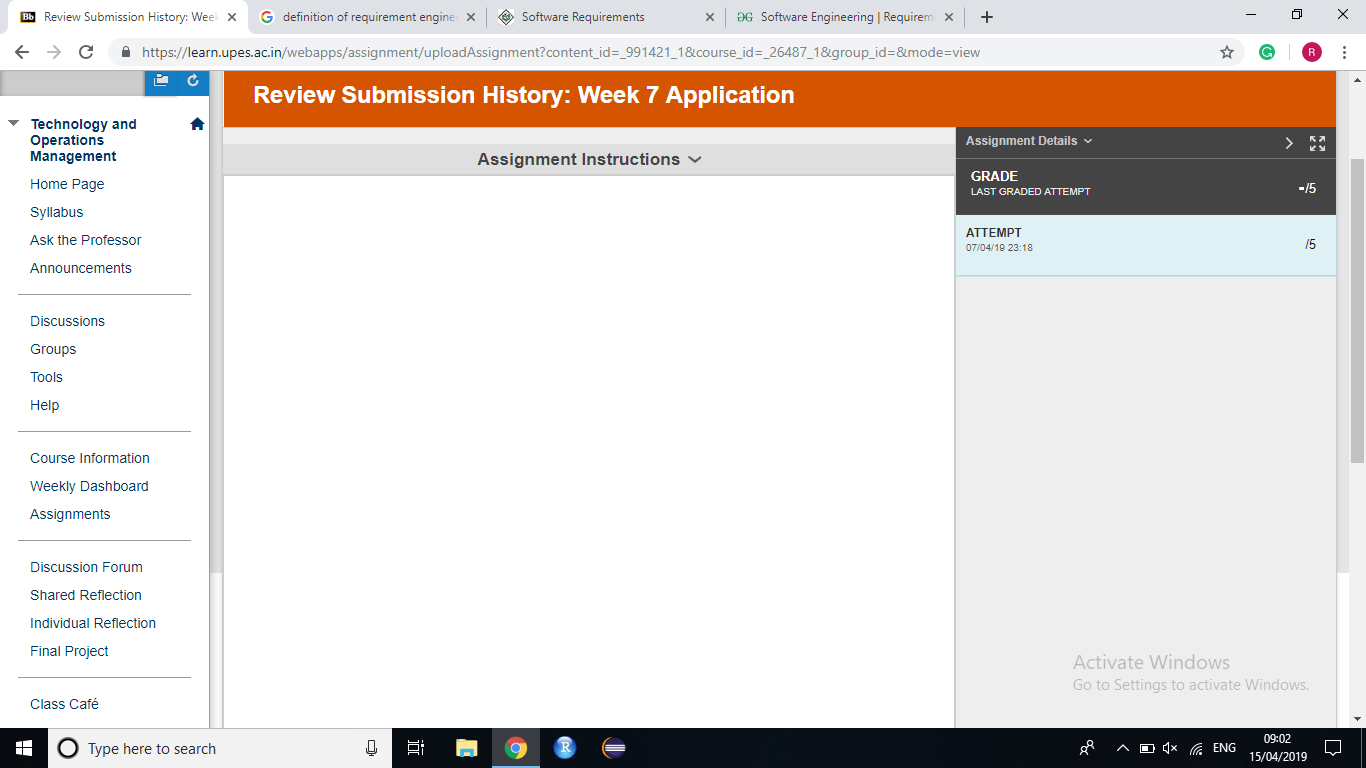 Bb Review Submission History: Wee
definition of requirement engine
Software Requirements
Software Engineering | Requirem
https://learn.upes.ac.in/webapps/assignment/uploadAssignment?content_id=_991421_1&course_id=_26487_1&group_id=&mode=view
R
Technology and
Operations
Management
Home Page
Syllabus
Ask the Professor
Announcements
Discussions
Groups
Tools
Help
Course Information
Weekly Dashboard
Assignments
Discussion Forum
Shared Reflection
Individual Reflection
Final Project
Class Café
Review Submission History: Week 7 Application
Assignment Instructions
Assignment Details
GRADE
LAST GRADED ATTEMPT
-/5
ATTEMPT
07/04/19 23:18
/5
Activate Windows
Go to Settings to activate Windows.
Type here to search
R
ENG
09:02
15/04/2019